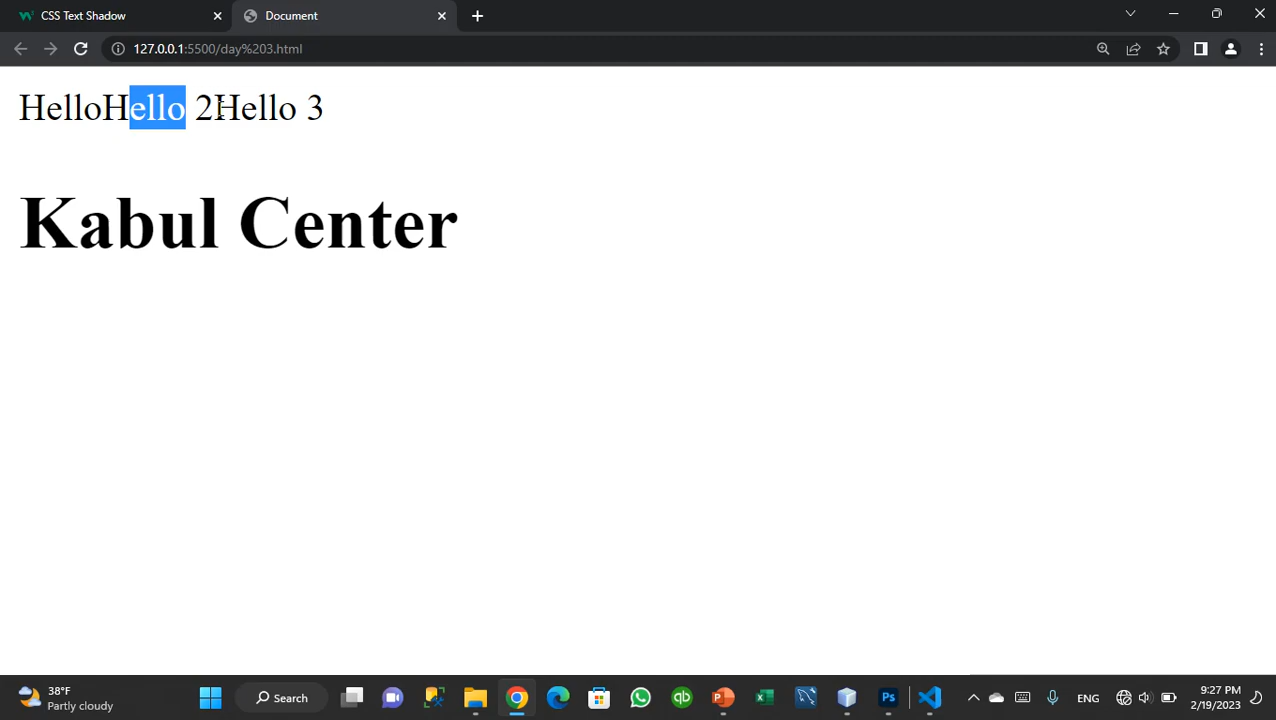 CSS Text Shadow
Document
127.0.0.1:5500/day%203.html
HelloHello 2Hello 3
Kabul Center
38°F
Partly cloudy
Search
ENG
9:27 PM
2/19/2023